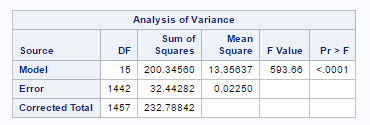 Analysis of Variance
Source DF Sum of Squares Mean Square F Value Pr > F
Model 15 200.34560 13.35637 593.66 <.0001
Error 1442 32.44282 0.02250
Corrected Total 1457 232.78842